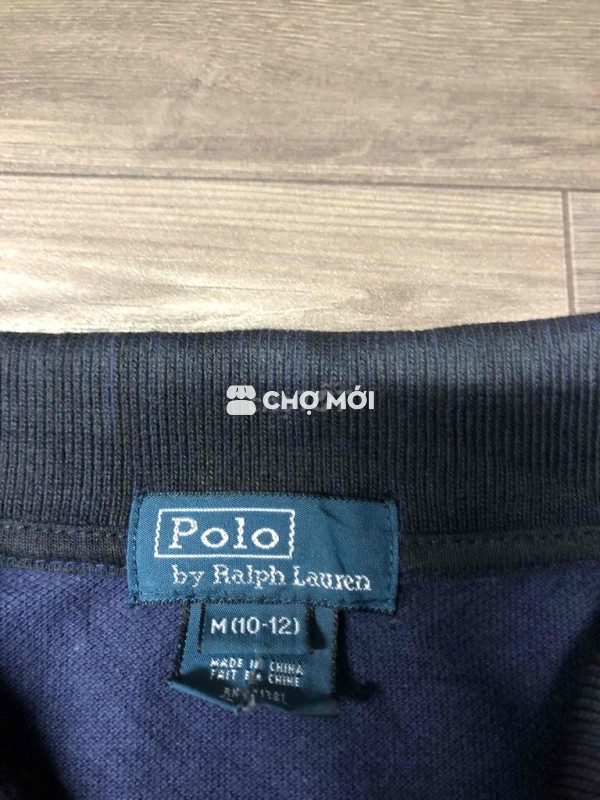 CHỢ MỚI
Polo
by Ralph Lauren
M (10-12)
MADE IN CHINA
FAIT EN CHINE